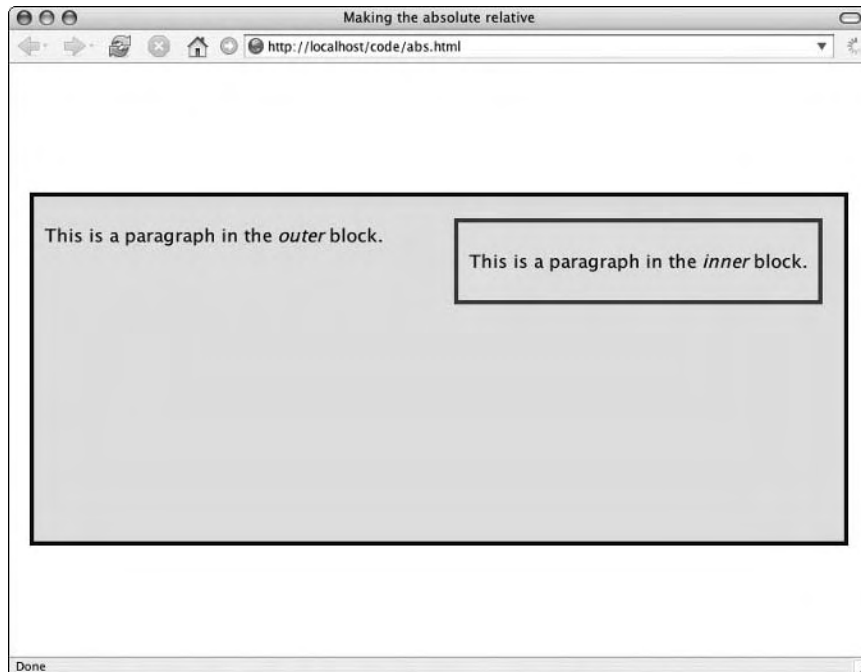 Making the absolute relative
http://localhost/code/abs.html
This is a paragraph in the outer block.
This is a paragraph in the inner block.
Done